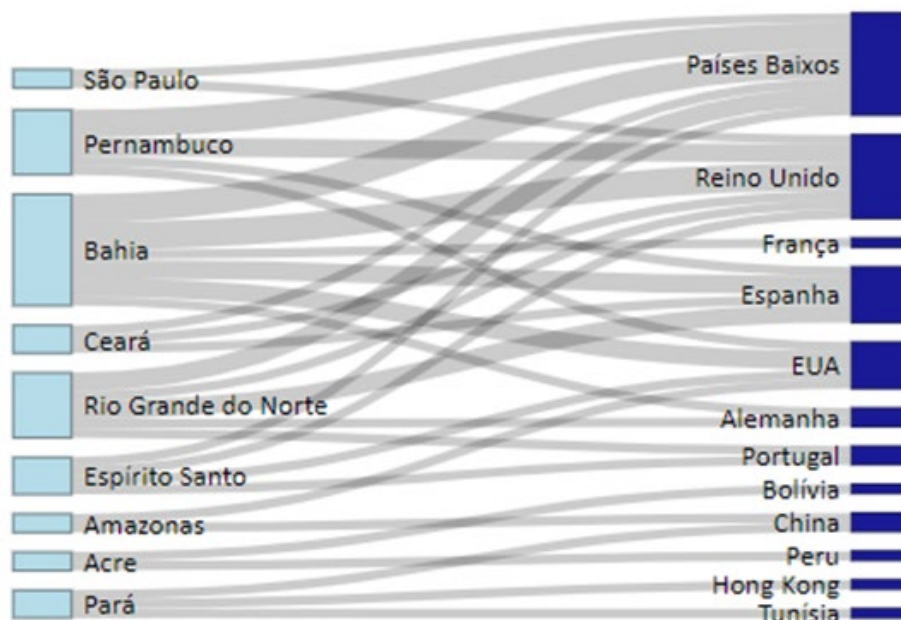 São Paulo
Pernambuco
Bahia
Ceará
Rio Grande do Norte
Espírito Santo
Amazonas
Acre
Pará
Países Baixos
Reino Unido
França
Espanha
EUA
Alemanha
Portugal
Bolívia
China
Peru
Hong Kong
Tunísia